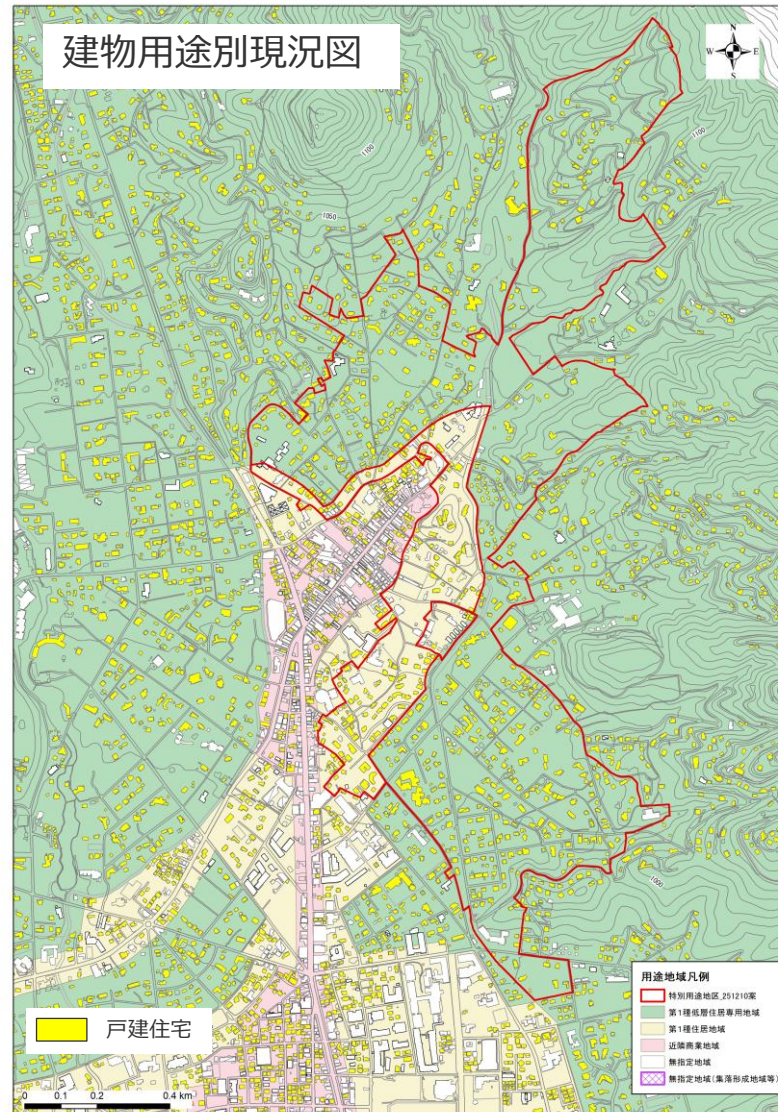 建物用途別現況図
N
W E
S
1100
1100
1050
1000
用途地域凡例
特別用途地区_251210案
第1種低層住居専用地域
第1種住居地域
近隣商業地域
無指定地域
無指定地域(集落形成地域等)
戸建住宅
0 0.1 0.2 0.4 km